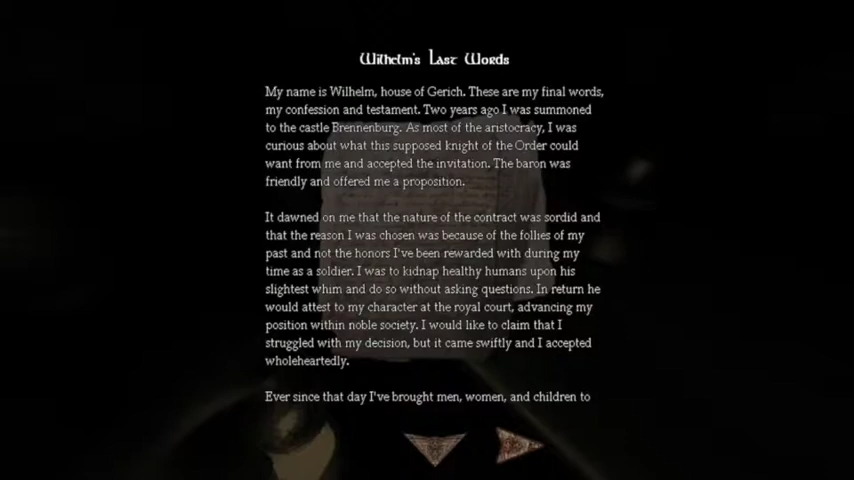 Wilhelm's Last Words
My name is Wilhelm, house of Gerich. These are my final words,
my confession and testament. Two years ago I was summoned
to the castle Brennenburg. As most of the aristocracy, I was
curious about what this supposed knight of the Order could
want from me and accepted the invitation. The baron was
friendly and offered me a proposition.
It dawned on me that the nature of the contract was sordid and
that the reason I was chosen was because of the follies of my
past and not the honors I've been rewarded with during my
time as a soldier. I was to kidnap healthy humans upon his
slightest whim and do so without asking questions. In return he
would attest to my character at the royal court, advancing my
position within noble society. I would like to claim that I
struggled with my decision, but it came swiftly and I accepted
wholeheartedly.
Ever since that day I've brought men, women, and children to